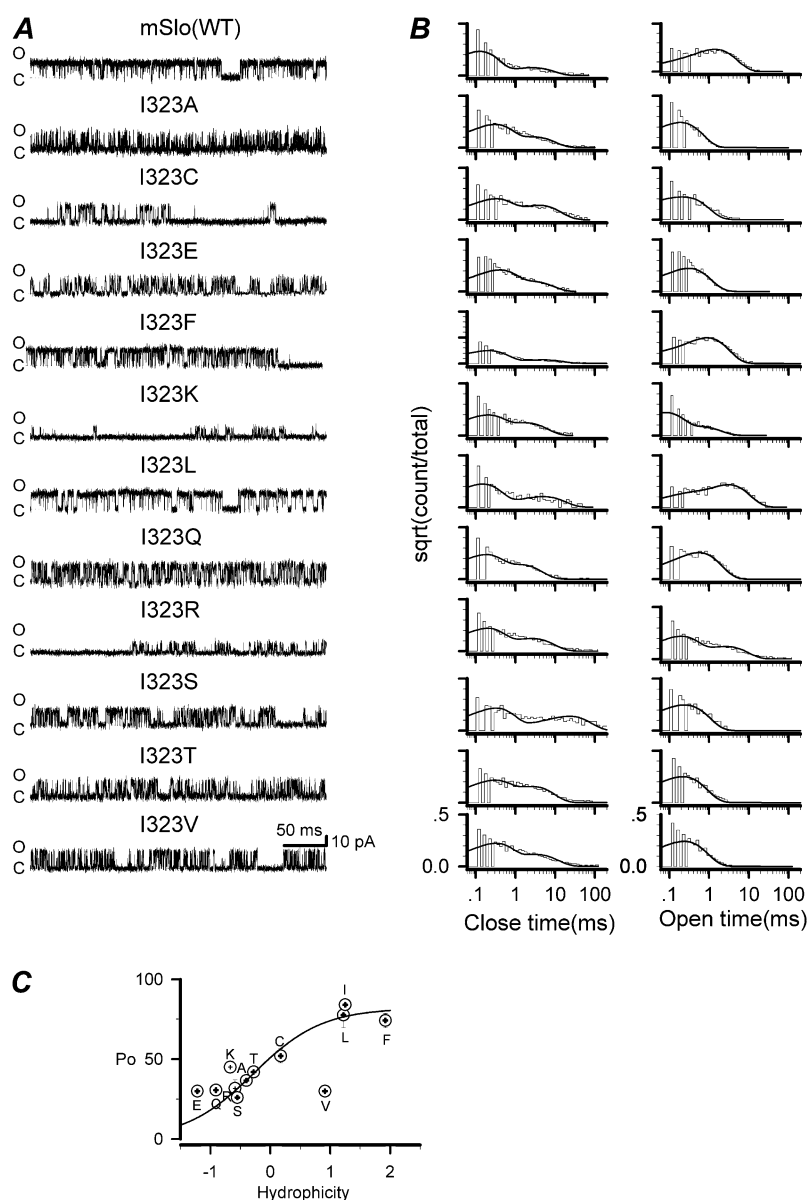 A
mSlo(WT)
O
C
I323A
O
C
I323C
O
C
I323E
O
C
I323F
O
C
I323K
O
C
I323L
O
C
I323Q
O
C
I323R
O
C
I323S
O
C
I323T
O
C
I323V
O
C
50 ms
10 pA
B
sqrt(count/total)
.5
0.0
.1 1 10 100
Close time(ms)
.5
0.0
.1 1 10 100
Open time(ms)
C
100
Po 50
0
I
L
F
C
K
A
T
E
Q
R
S
V
-1 0 1 2
Hydrophicity